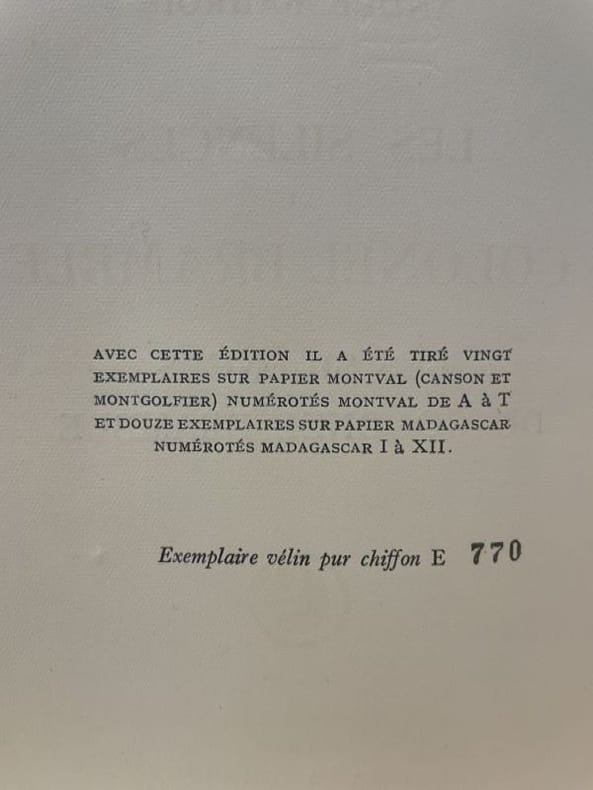 AVEC CETTE ÉDITION IL A ÉTÉ TIRÉ VINGT
EXEMPLAIRES SUR PAPIER MONTVAL (CANSON ET
MONTGOLFIER) NUMÉROTÉS MONTVAL DE A à T
ET DOUZE EXEMPLAIRES SUR PAPIER MADAGASCAR
NUMÉROTÉS MADAGASCAR I à XII.
Exemplaire vélin pur chiffon E 770